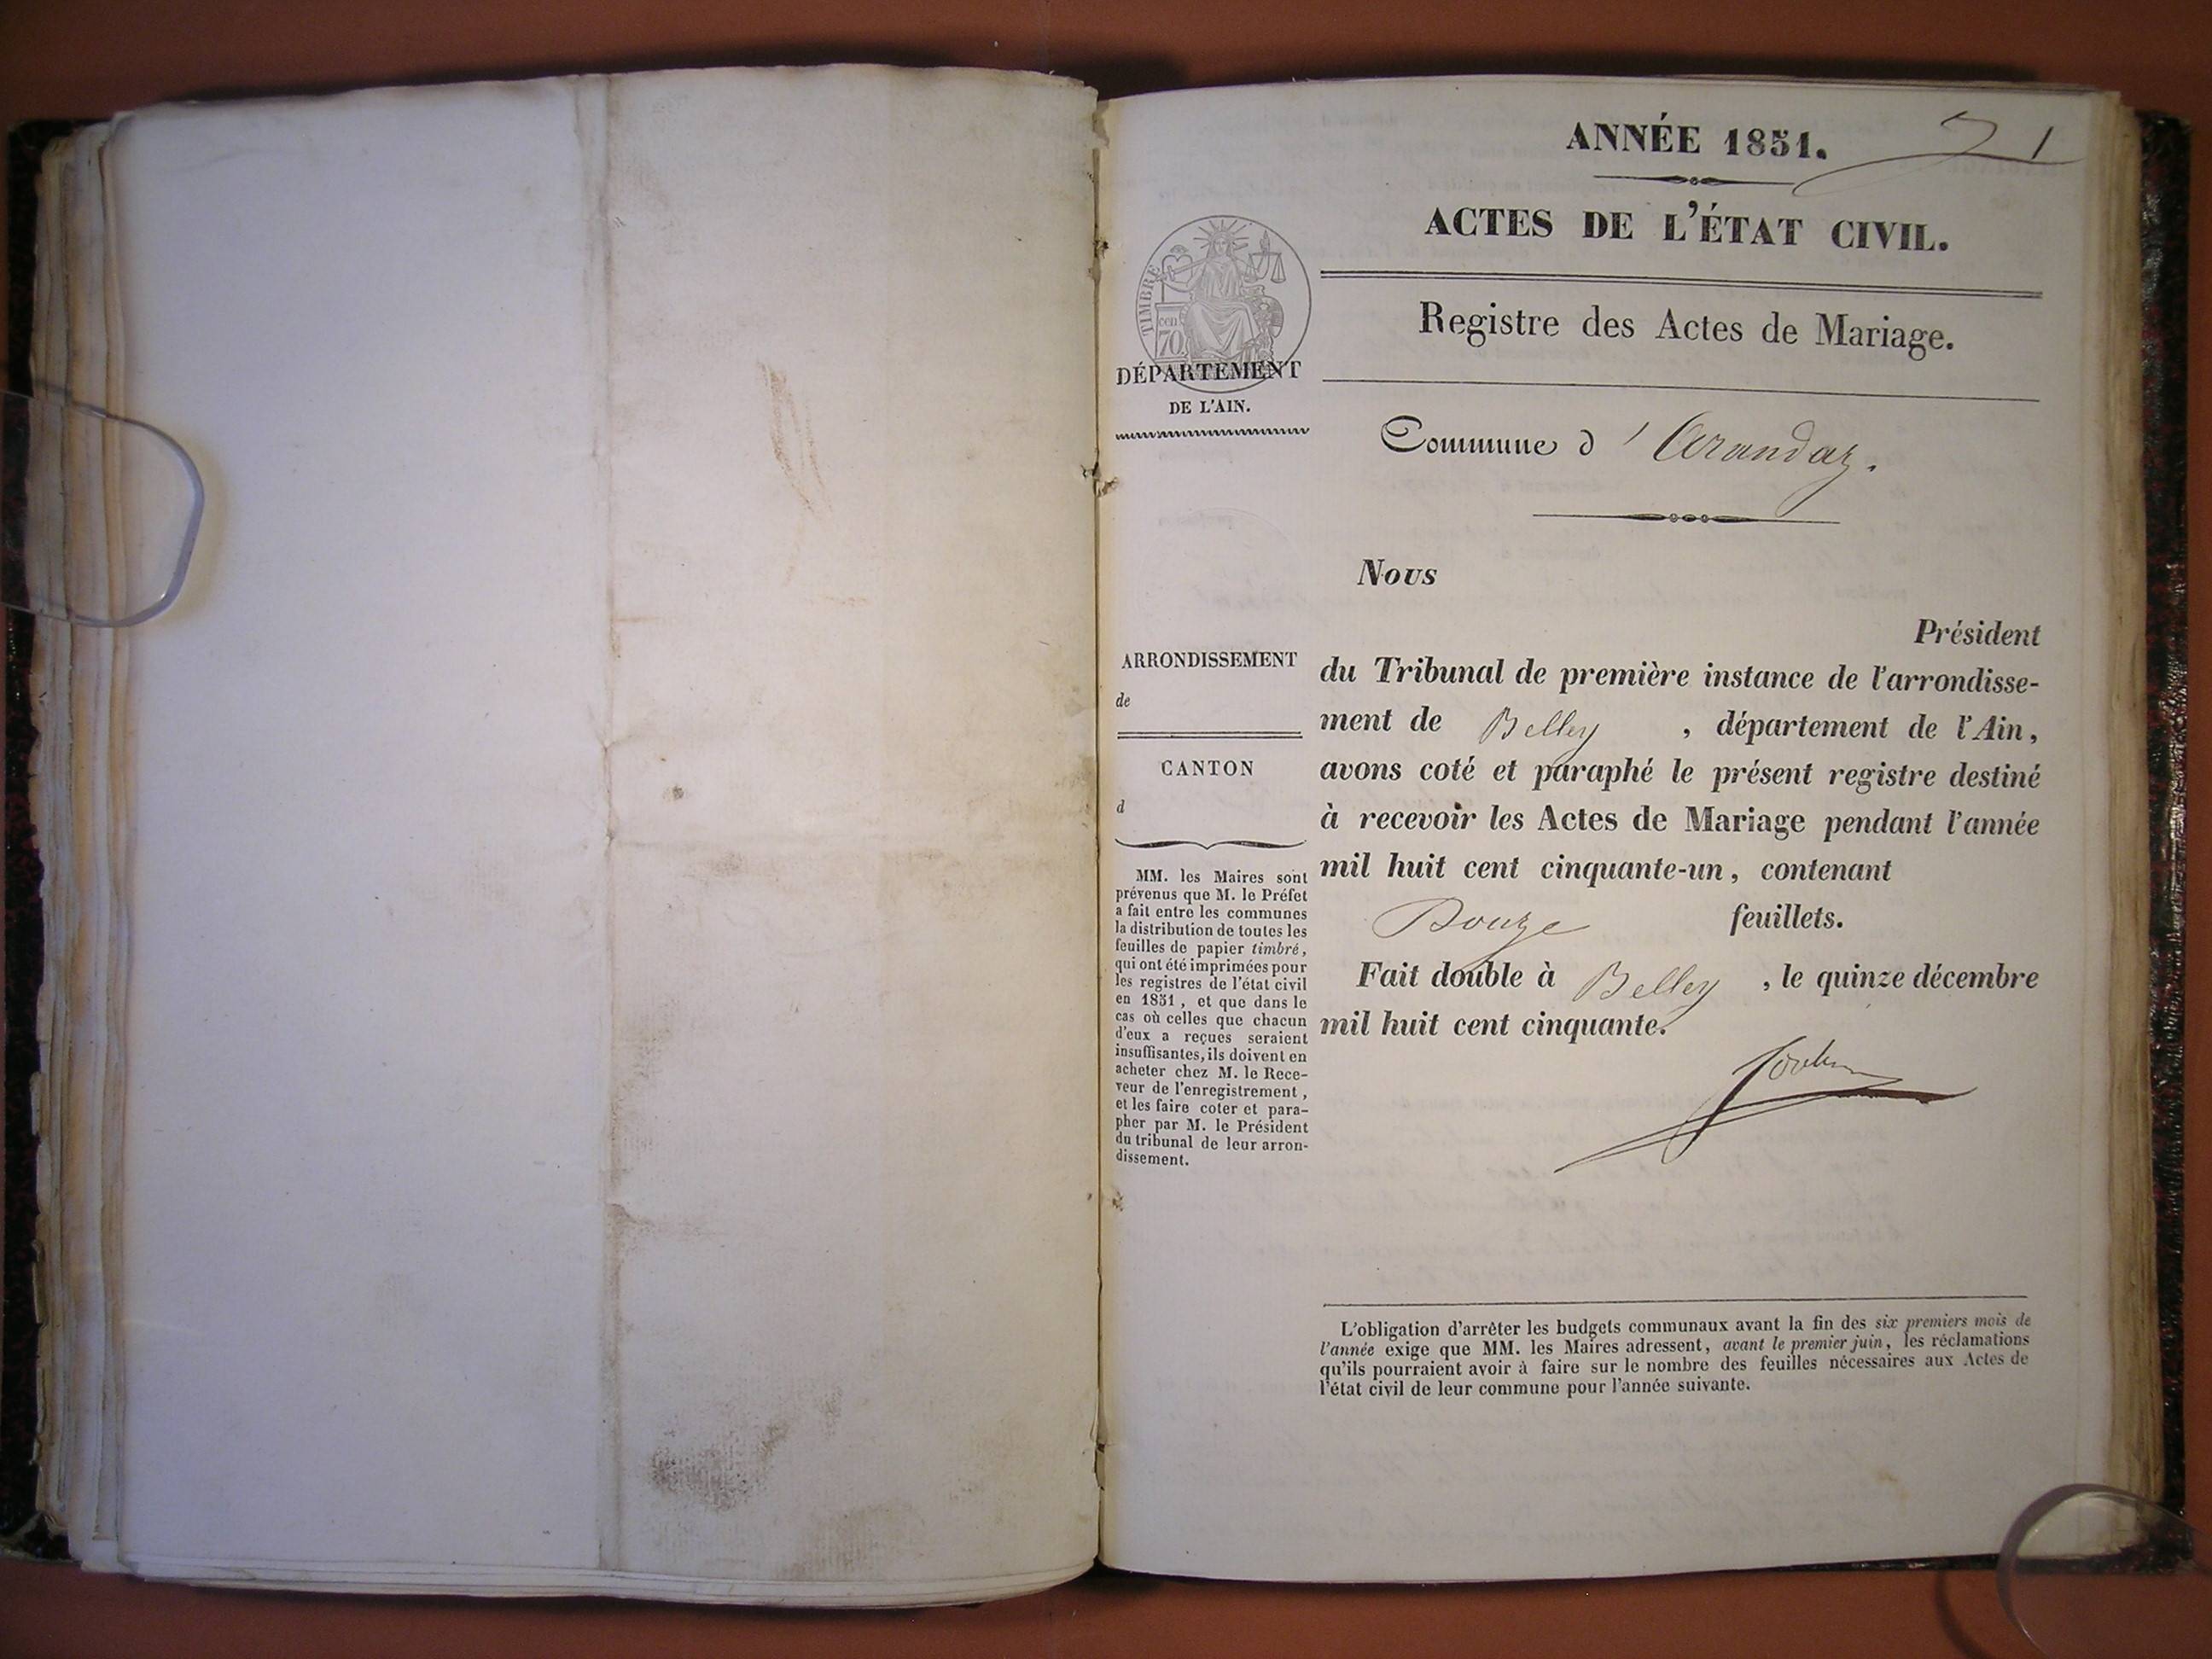 ANNÉE 1851.
1
ACTES DE L'ÉTAT CIVIL.
Registre des Actes de Mariage.
TIMBRE
cen
70
DÉPARTEMENT
DE L'AIN.
Commune d'Arandaz.
Nous
Président
du Tribunal de première instance de l'arrondisse-
ment de Belley, département de l'Ain,
avons coté et paraphé le présent registre destiné
à recevoir les Actes de Mariage pendant l'année
mil huit cent cinquante-un, contenant
Douze feuillets.
Fait double à Belley, le quinze décembre
mil huit cent cinquante.
ARRONDISSEMENT
de
CANTON
d
MM. les Maires sont
prévenus que M. le Préfet
a fait entre les communes
la distribution de toutes les
feuilles de papier timbré,
qui ont été imprimées pour
les registres de l'état civil
en 1851, et que dans le
cas où celles que chacun
d'eux a reçues seraient
insuffisantes, ils doivent en
acheter chez M. le Rece-
veur de l'enregistrement,
et les faire coter et para-
pher par M. le Président
du tribunal de leur arron-
dissement.
L'obligation d'arrêter les budgets communaux avant la fin des six premiers mois de
l'année exige que MM. les Maires adressent, avant le premier juin, les réclamations
qu'ils pourraient avoir à faire sur le nombre des feuilles nécessaires aux Actes de
l'état civil de leur commune pour l'année suivante.